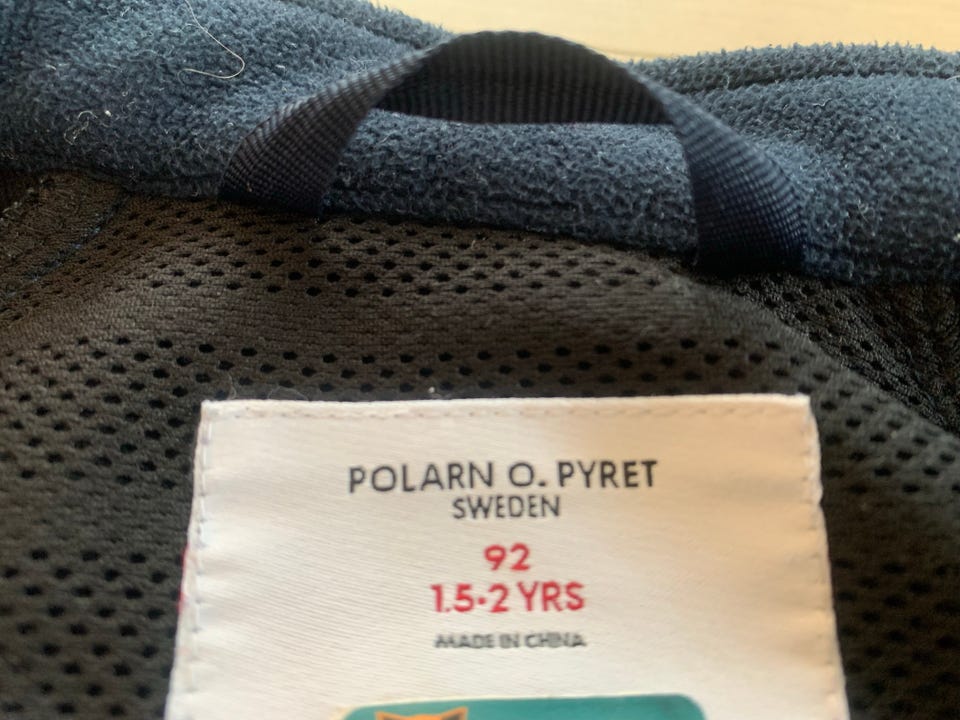 POLARN O. PYRET
SWEDEN
92
1.5-2 YRS
MADE IN CHINA